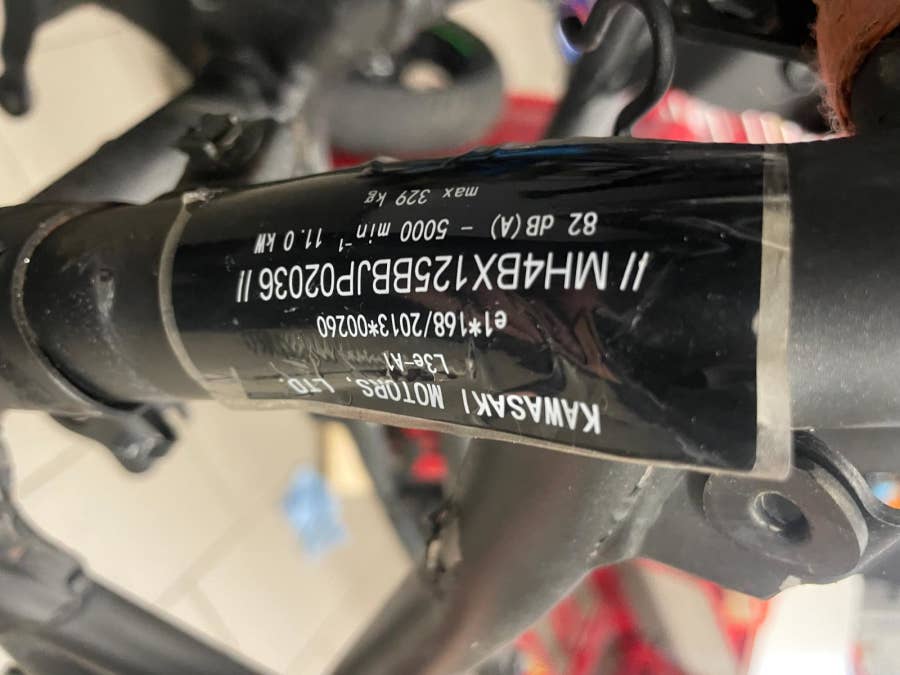 KAWASAKI MOTORS, LTD.
L3e-A1
e1*168/2013*00260
// MH4BX125BBJP02036 //
82 dB(A) - 5000 min⁻¹ 11.0 kW
max 329 kg